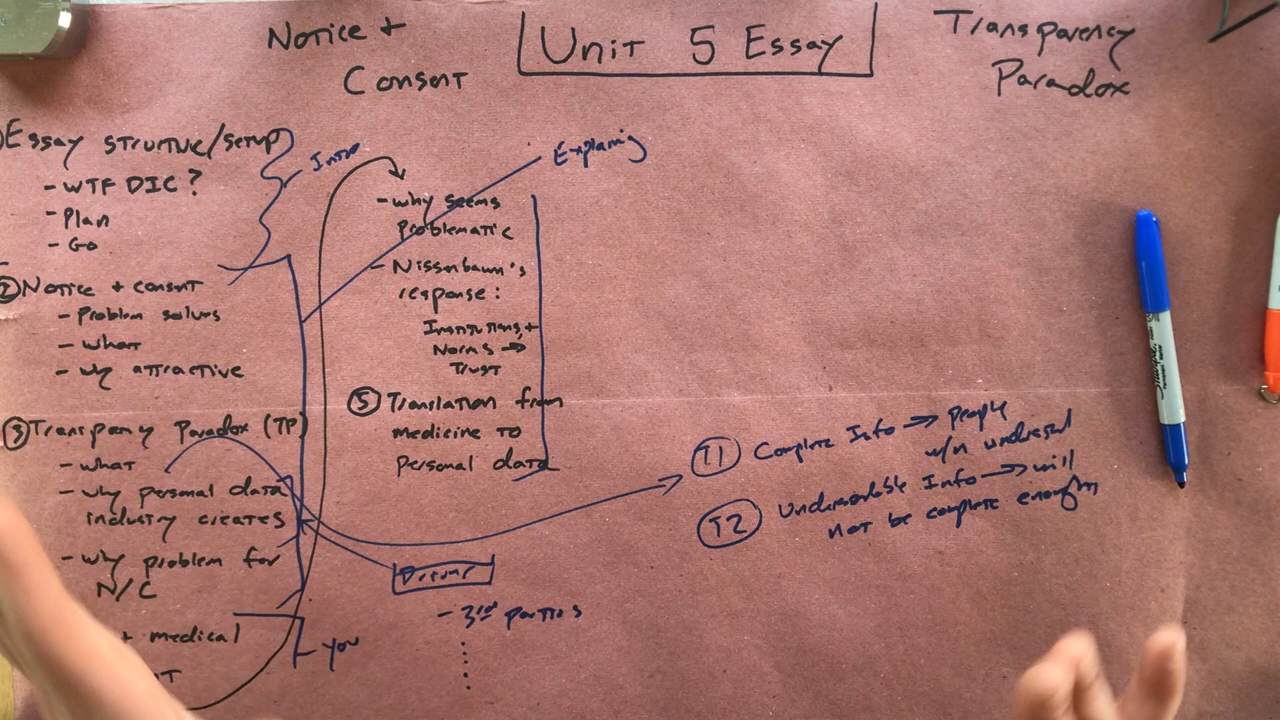 Notice +
Consent
Unit 5 Essay
Transparency
Paradox
Essay structure/setup
- WTF DIC?
- Plan
- Go
Intro
② Notice + consent
- Problem solves
- what
- why attractive
③ Transparency Paradox (TP)
- what
- why personal data
industry creates
- why problem for
N/C
+ medical
You
Explaining
- why seems
problematic
- Nissenbaum's
response:
Institutions +
Norms →
Trust
⑤ Translation from
medicine to
personal data
- 3rd parties
T1 Complete Info → people
won understand
T2 Understandable Info → will
not be complete enough
Sharpie